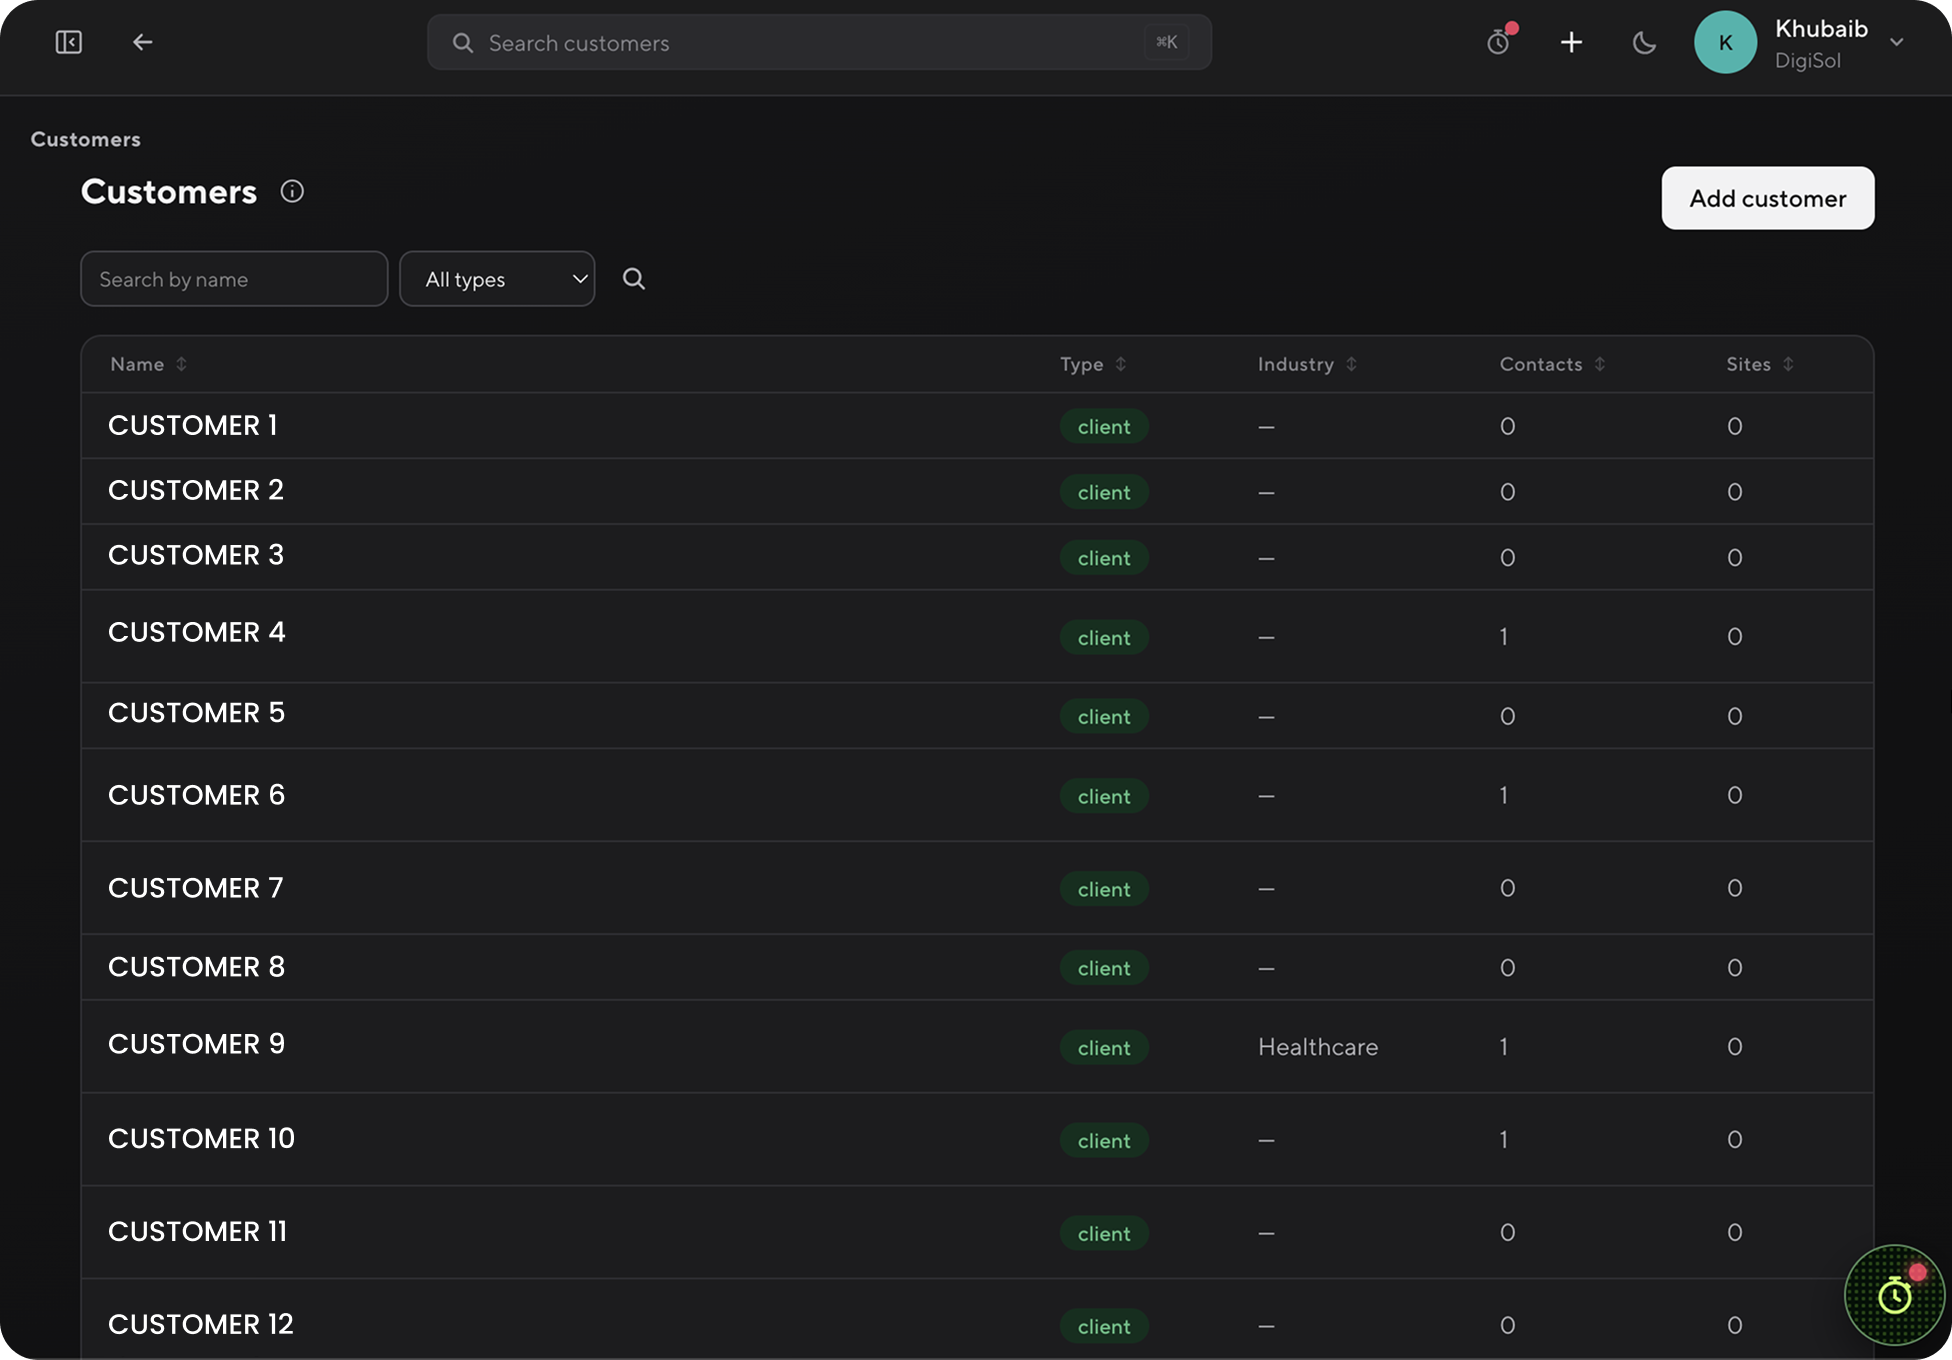 Search customers
⌘K
K
Khubaib
DigiSol
Customers
Customers
Add customer
Search by name
All types
Name Type Industry Contacts Sites
CUSTOMER 1 client — 0 0
CUSTOMER 2 client — 0 0
CUSTOMER 3 client — 0 0
CUSTOMER 4 client — 1 0
CUSTOMER 5 client — 0 0
CUSTOMER 6 client — 1 0
CUSTOMER 7 client — 0 0
CUSTOMER 8 client — 0 0
CUSTOMER 9 client Healthcare 1 0
CUSTOMER 10 client — 1 0
CUSTOMER 11 client — 0 0
CUSTOMER 12 client — 0 0